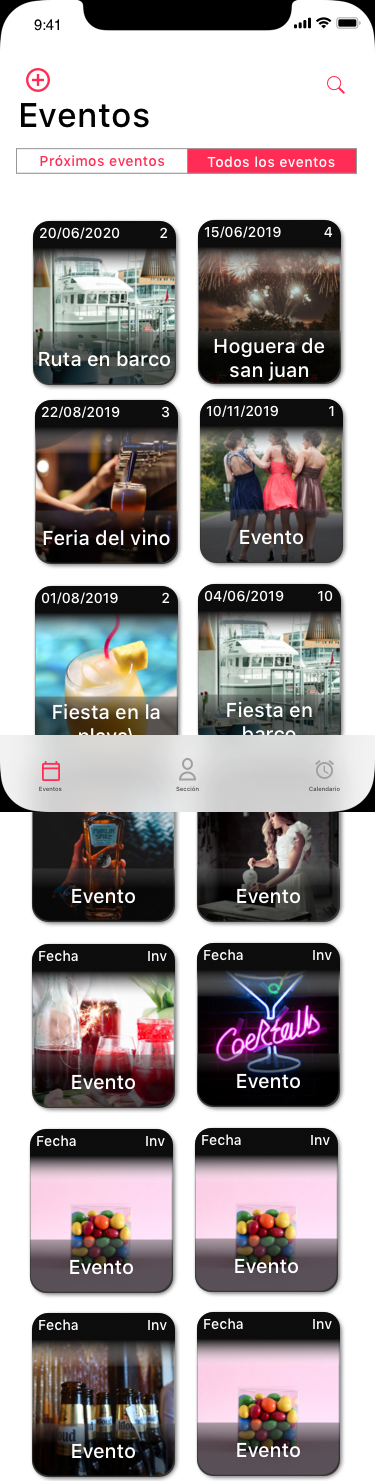 9:41
Eventos
Próximos eventos
Todos los eventos
20/06/2020 2
Ruta en barco
15/06/2019 4
Hoguera de
san juan
22/08/2019 3
Feria del vino
10/11/2019 1
Evento
01/08/2019 2
Fiesta en la
playa\
04/06/2019 10
Fiesta en
barco
Eventos
Sección
Calendario
Evento
Evento
Fecha Inv
Evento
Fecha Inv
Cocktails
Evento
Fecha Inv
Evento
Fecha Inv
Evento
Fecha Inv
Evento
Fecha Inv
Evento